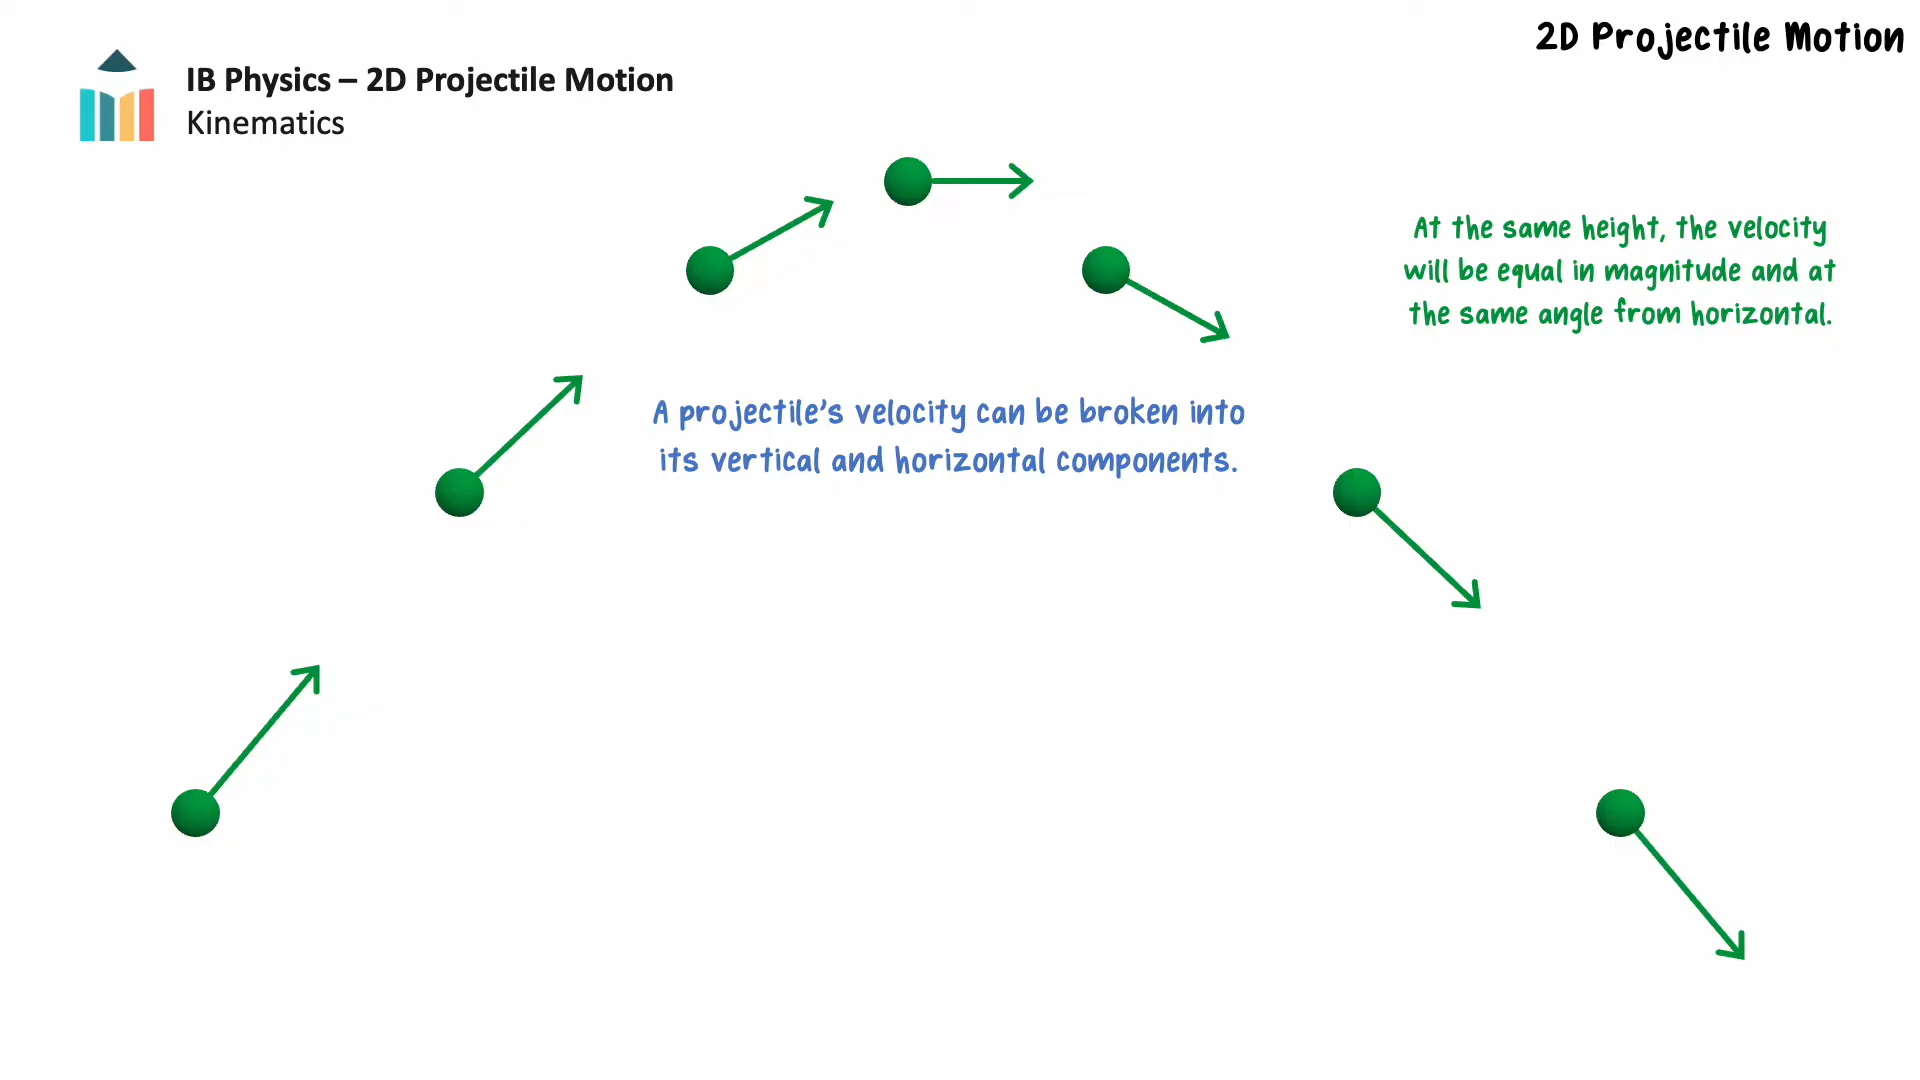 2D Projectile Motion
IB Physics – 2D Projectile Motion
Kinematics
At the same height, the velocity
will be equal in magnitude and at
the same angle from horizontal.
A projectile's velocity can be broken into
its vertical and horizontal components.